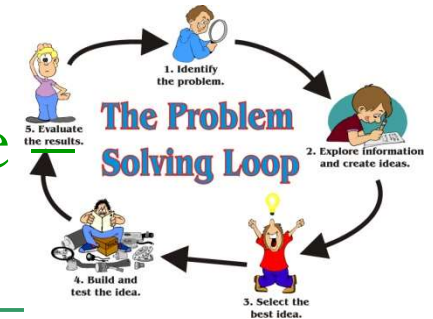 1. Identify
the problem.
The Problem
Solving Loop
5. Evaluate
the results.
e
2. Explore information
and create ideas.
4. Build and
test the idea.
3. Select the
best idea.